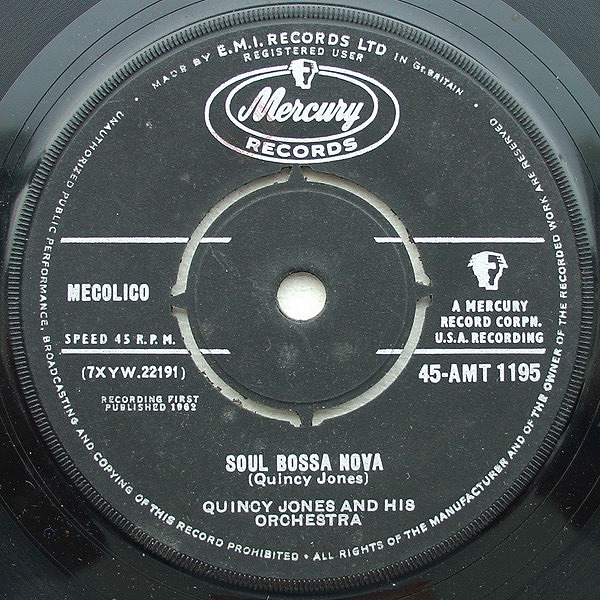 MADE BY E.M.I. RECORDS LTD IN GT. BRITAIN
REGISTERED USER
Mercury
RECORDS
MECOLICO
SPEED 45 R.P.M.
(7XYW.22191)
RECORDING FIRST
PUBLISHED 1962
A MERCURY
RECORD CORPN.
U.S.A. RECORDING
45-AMT 1195
SOUL BOSSA NOVA
(Quincy Jones)
QUINCY JONES AND HIS
ORCHESTRA
UNAUTHORIZED PUBLIC PERFORMANCE, BROADCASTING AND COPYING OF THIS RECORD PROHIBITED • ALL RIGHTS OF THE MANUFACTURER AND OF THE OWNER OF THE RECORDED WORK ARE RESERVED